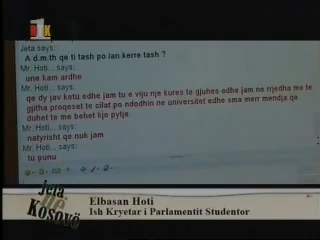 Jeta says:
A d.m.th qe ti tash po lan kerre tash ?
Mr. Hoti... says:
une kam ardhe
Mr. Hoti... says:
qe dy jav ketu edhe jam tu e viju nje kures te gjuhes edhe jam ne rrjedha me te
gjitha proqeset te cilat po ndodhin ne universitet edhe sma merr mendja qe
duhet te me behet kjo pytje
Mr. Hoti... says:
natyrisht qe nuk jam
Mr. Hoti... says:
tu punu
Jeta
në
Kosovë
Elbasan Hoti
Ish Kryetar i Parlamentit Studentor